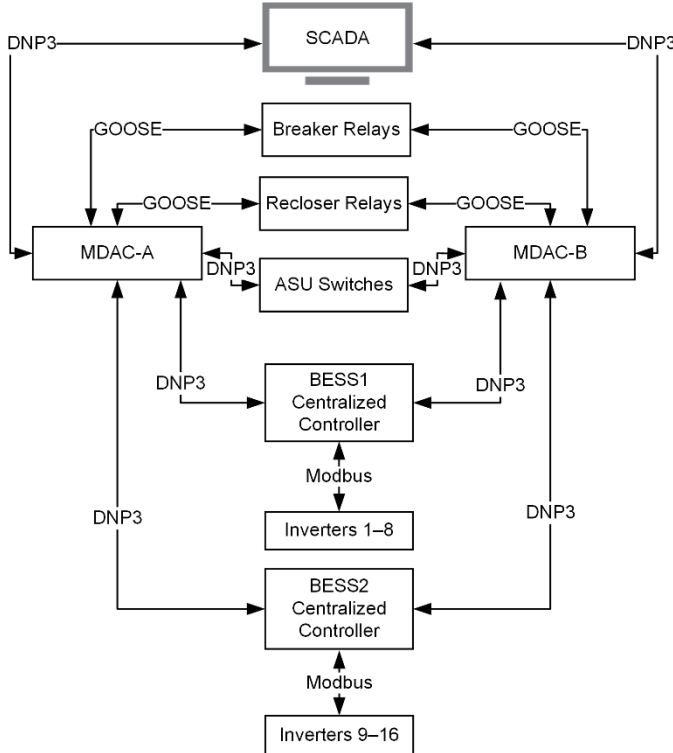 SCADA
DNP3
DNP3
GOOSE
Breaker Relays
GOOSE
GOOSE
Recloser Relays
GOOSE
MDAC-A
MDAC-B
DNP3
ASU Switches
DNP3
DNP3
BESS1
Centralized
Controller
DNP3
Modbus
Inverters 1–8
DNP3
DNP3
BESS2
Centralized
Controller
Modbus
Inverters 9–16